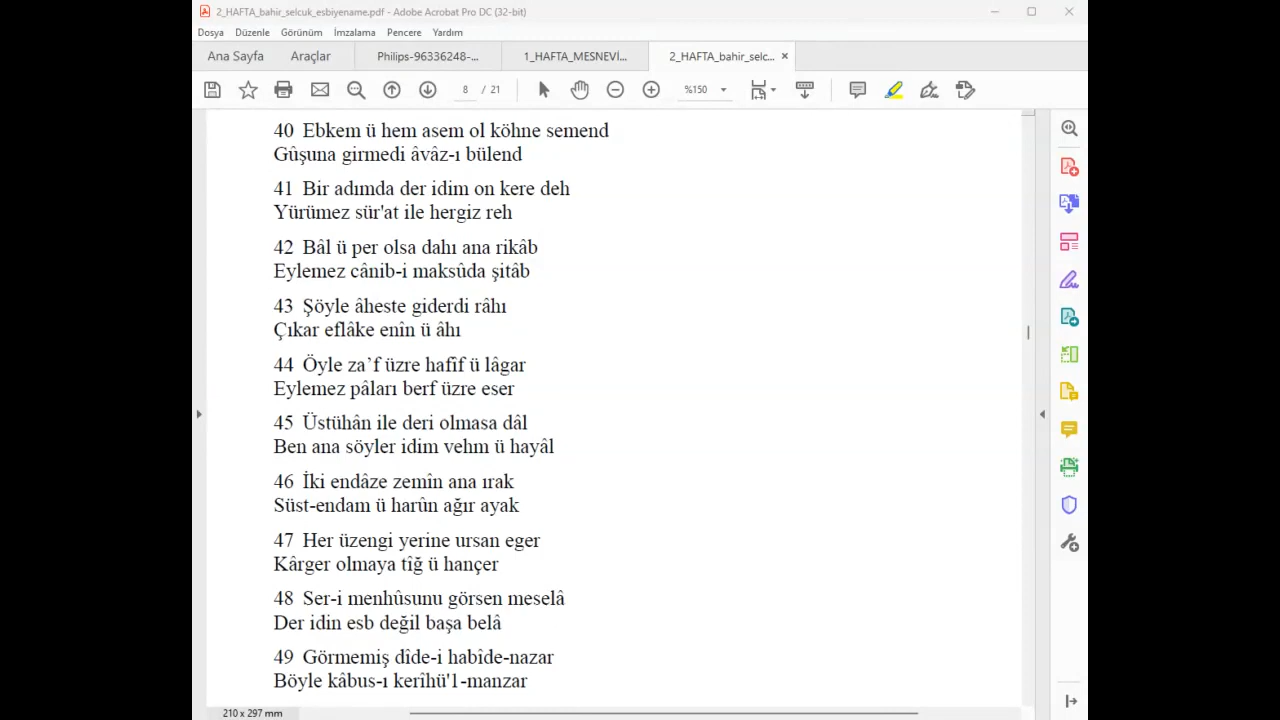 2_HAFTA_bahir_selcuk_esbiyename.pdf - Adobe Acrobat Pro DC (32-bit)
Dosya Düzenle Görünüm İmzalama Pencere Yardım
Ana Sayfa Araçlar Philips-96336248-... 1_HAFTA_MESNEVİ... 2_HAFTA_bahir_selc... ×
8 / 21 %150
40 Ebkem ü hem asem ol köhne semend
Gûşuna girmedi âvâz-ı bülend
41 Bir adımda der idim on kere deh
Yürümez sür'at ile hergiz reh
42 Bâl ü per olsa dahı ana rikâb
Eylemez cânib-i maksûda şitâb
43 Şöyle âheste giderdi râhı
Çıkar eflâke enîn ü âhı
44 Öyle za’f üzre hafîf ü lâgar
Eylemez pâları berf üzre eser
45 Üstühân ile deri olmasa dâl
Ben ana söyler idim vehm ü hayâl
46 İki endâze zemîn ana ırak
Süst-endam ü harûn ağır ayak
47 Her üzengi yerine ursan eger
Kârger olmaya tîğ ü hançer
48 Ser-i menhûsunu görsen meselâ
Der idin esb değil başa belâ
49 Görmemiş dîde-i habîde-nazar
Böyle kâbus-ı kerîhü'l-manzar
210 x 297 mm